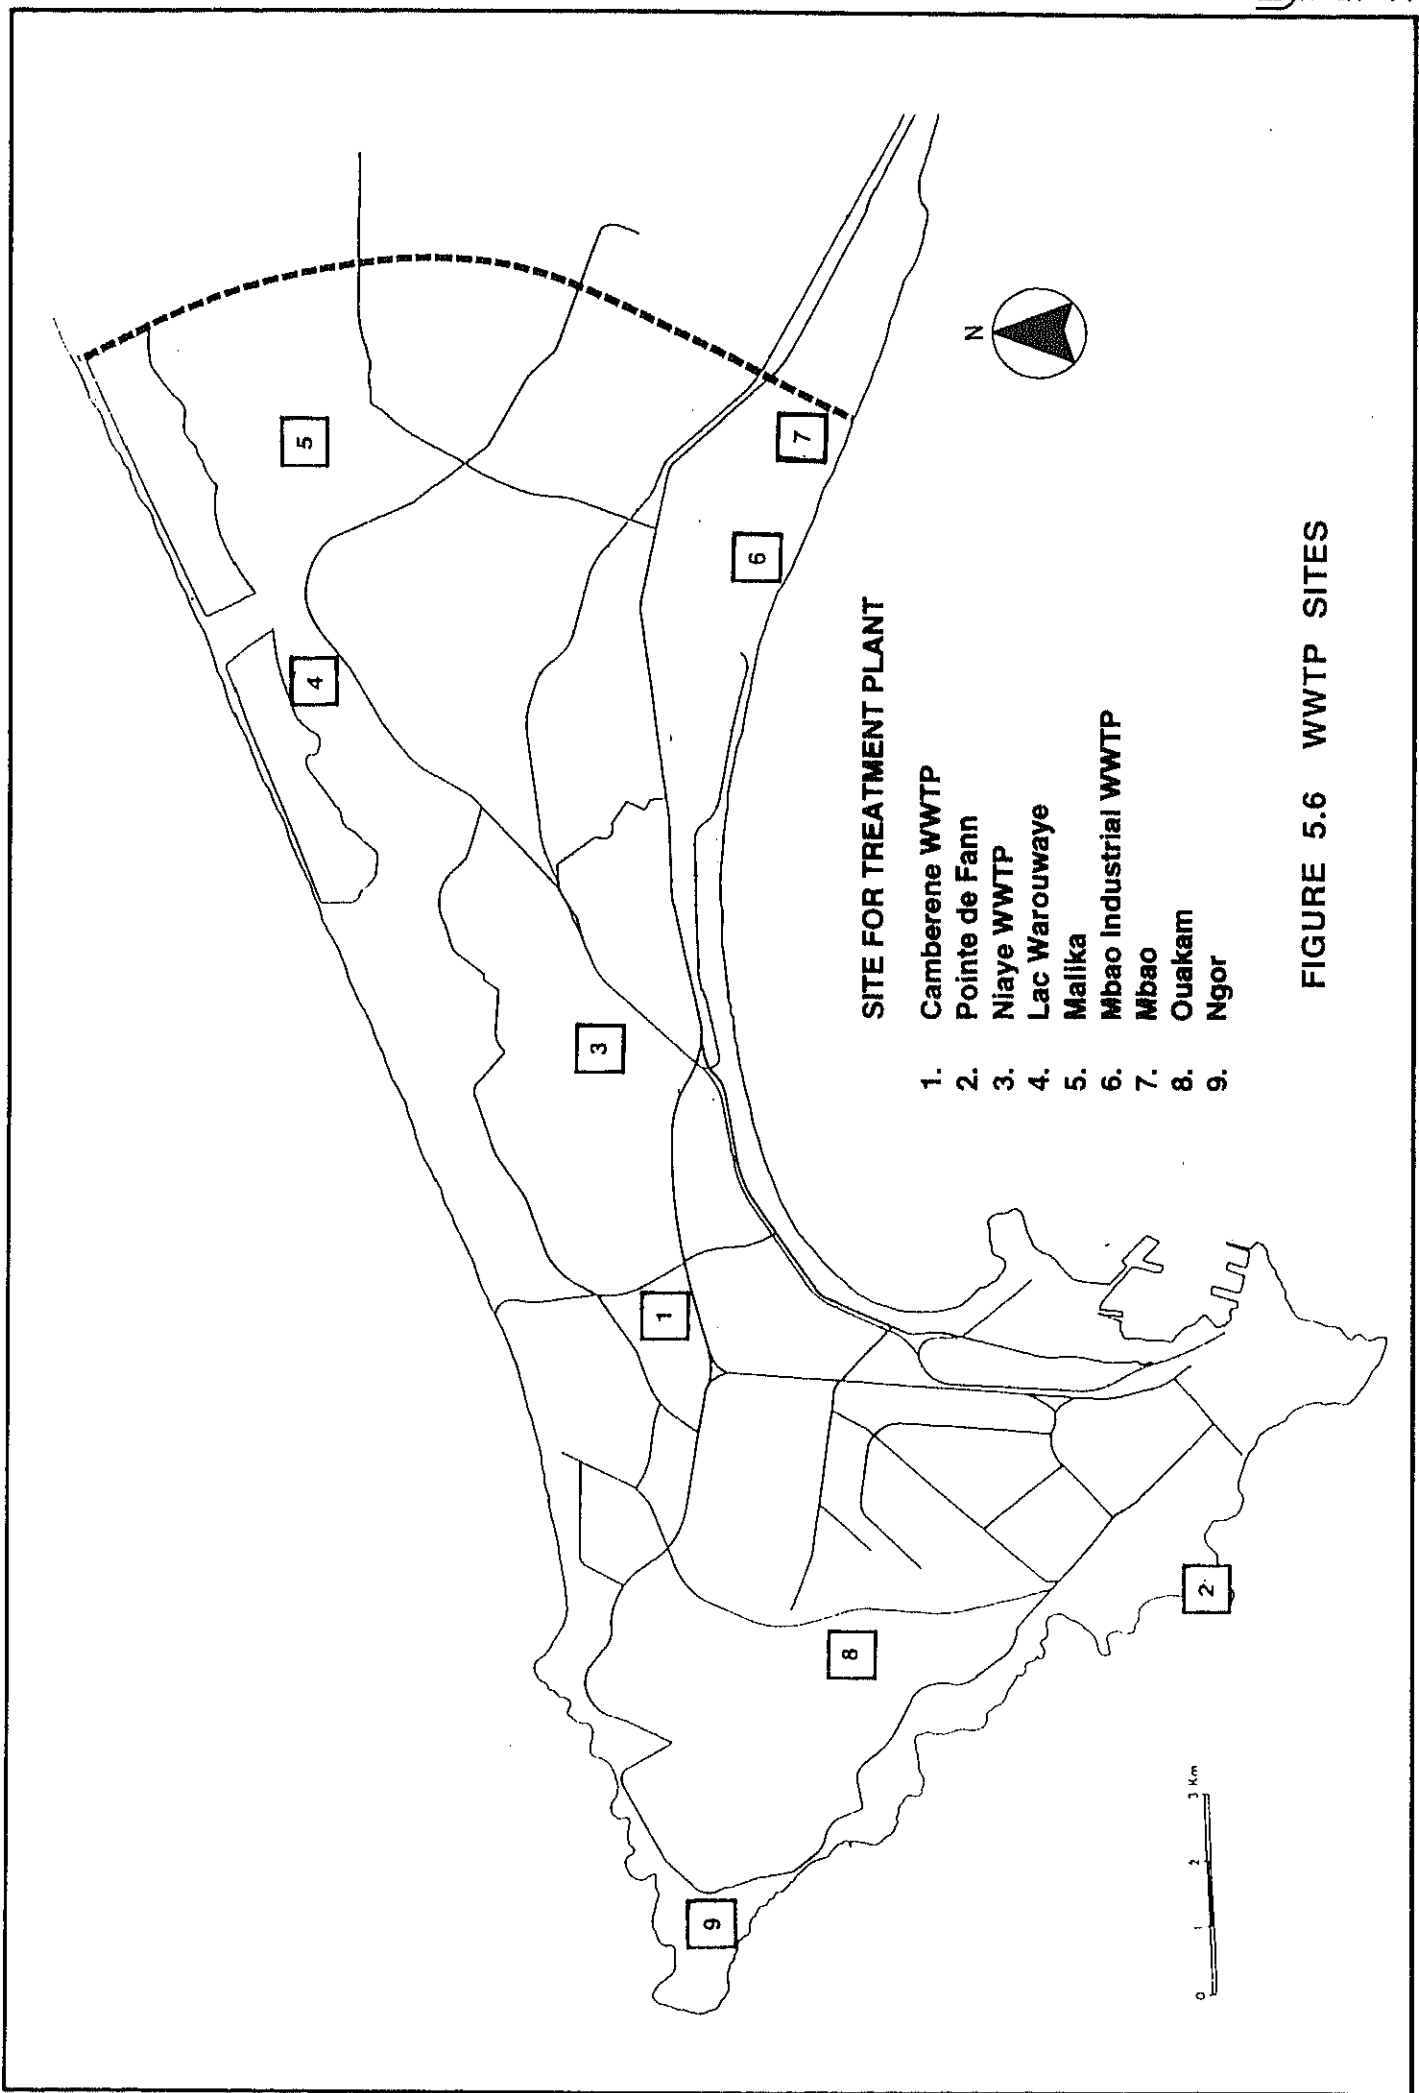 5
4
7
6
3
1
8
2
9
N
SITE FOR TREATMENT PLANT
1. Camberene WWTP
2. Pointe de Fann
3. Niaye WWTP
4. Lac Warouwaye
5. Malika
6. Mbao Industrial WWTP
7. Mbao
8. Ouakam
9. Ngor
0 1 2 3 Km
FIGURE 5.6 WWTP SITES